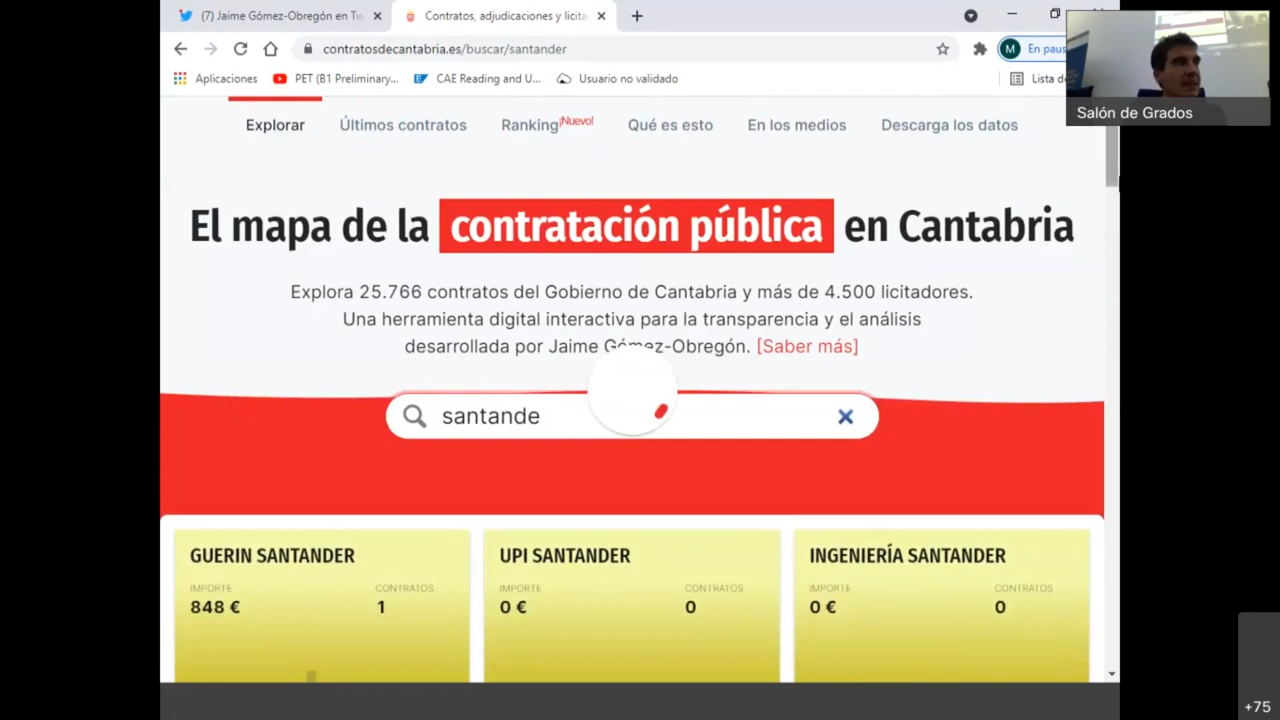 (7) Jaime Gómez-Obregón en Tw
Contratos, adjudicaciones y licita
contratosdecantabria.es/buscar/santander
M
En paus
Aplicaciones
PET (B1 Preliminary...
CAE Reading and U...
Usuario no validado
Lista de
Salón de Grados
Explorar
Últimos contratos
Ranking ¡Nuevo!
Qué es esto
En los medios
Descarga los datos
El mapa de la contratación pública en Cantabria
Explora 25.766 contratos del Gobierno de Cantabria y más de 4.500 licitadores.
Una herramienta digital interactiva para la transparencia y el análisis
desarrollada por Jaime Gómez-Obregón. [Saber más]
santande
GUERIN SANTANDER
IMPORTE
CONTRATOS
848 €
1
UPI SANTANDER
IMPORTE
CONTRATOS
0 €
0
INGENIERÍA SANTANDER
IMPORTE
CONTRATOS
0 €
0
+75